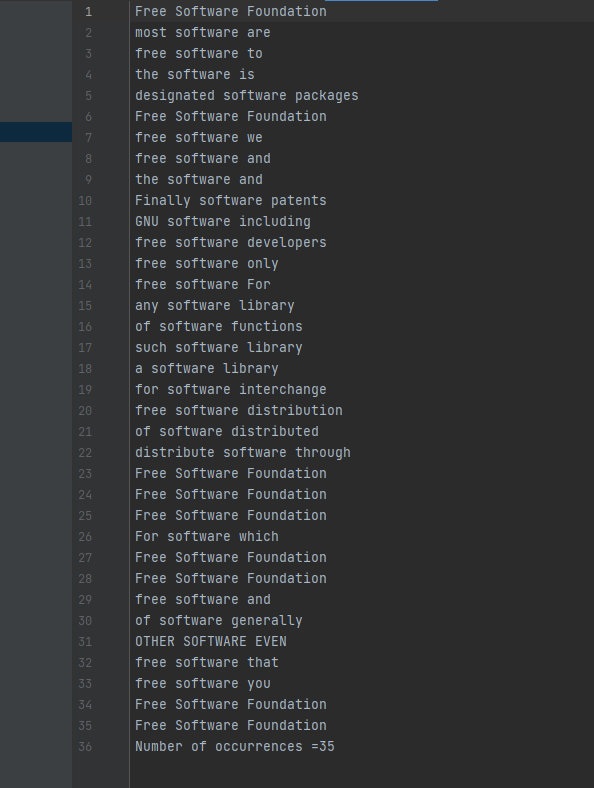 1 Free Software Foundation
2 most software are
3 free software to
4 the software is
5 designated software packages
6 Free Software Foundation
7 free software we
8 free software and
9 the software and
10 Finally software patents
11 GNU software including
12 free software developers
13 free software only
14 free software For
15 any software library
16 of software functions
17 such software library
18 a software library
19 for software interchange
20 free software distribution
21 of software distributed
22 distribute software through
23 Free Software Foundation
24 Free Software Foundation
25 Free Software Foundation
26 For software which
27 Free Software Foundation
28 Free Software Foundation
29 free software and
30 of software generally
31 OTHER SOFTWARE EVEN
32 free software that
33 free software you
34 Free Software Foundation
35 Free Software Foundation
36 Number of occurrences =35